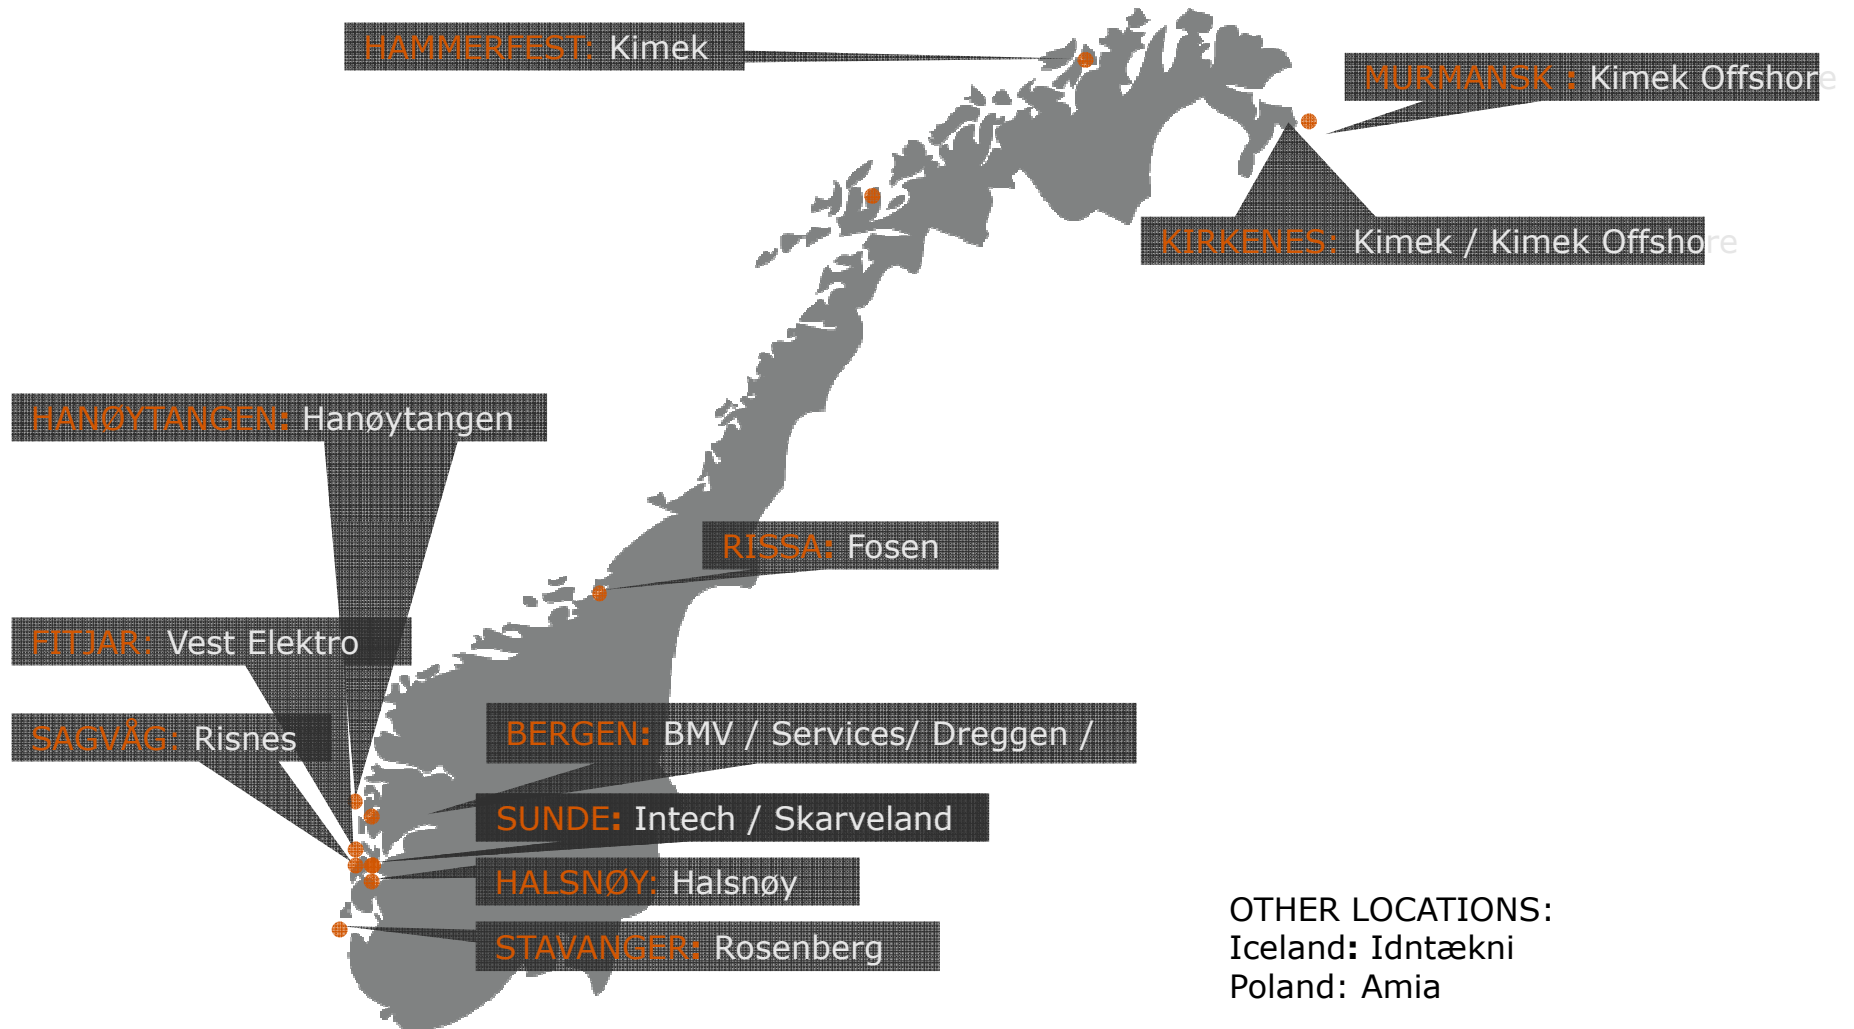 HAMMERFEST: Kimek
MURMANSK : Kimek Offshore
KIRKENES: Kimek / Kimek Offshore
HANØYTANGEN: Hanøytangen
RISSA: Fosen
FITJAR: Vest Elektro
SAGVÅG: Risnes
BERGEN: BMV / Services/ Dreggen /
SUNDE: Intech / Skarveland
HALSNØY: Halsnøy
STAVANGER: Rosenberg
OTHER LOCATIONS:
Iceland: Idntækni
Poland: Amia